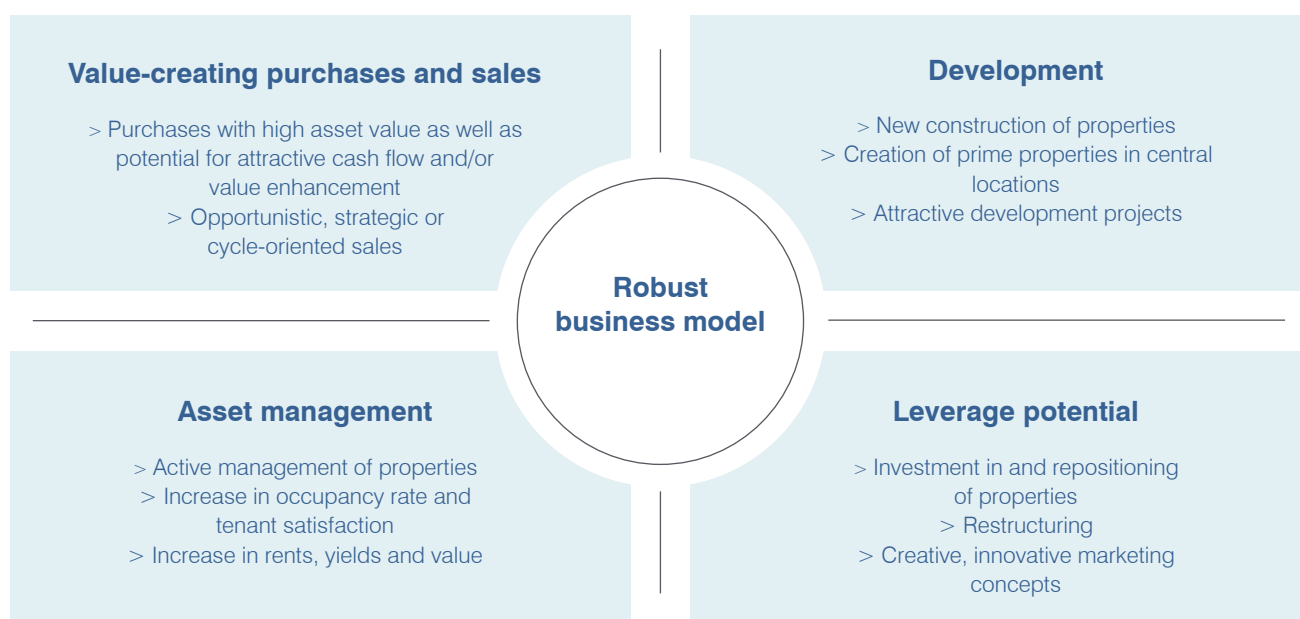 Value-creating purchases and sales
> Purchases with high asset value as well as
potential for attractive cash flow and/or
value enhancement
> Opportunistic, strategic or
cycle-oriented sales
Development
> New construction of properties
> Creation of prime properties in central
locations
> Attractive development projects
Robust
business model
Asset management
> Active management of properties
> Increase in occupancy rate and
tenant satisfaction
> Increase in rents, yields and value
Leverage potential
> Investment in and repositioning
of properties
> Restructuring
> Creative, innovative marketing
concepts